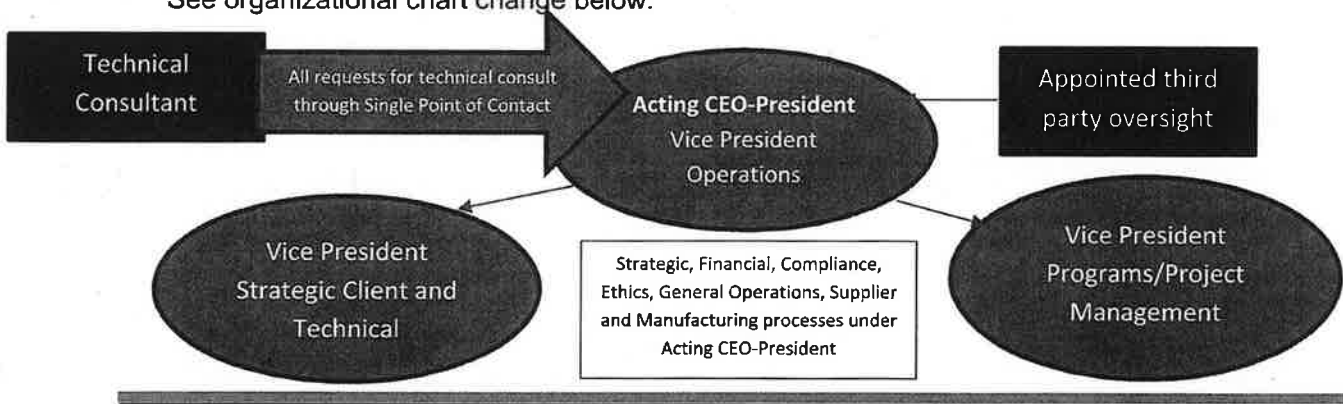 See organizational chart change below.
Technical
Consultant
All requests for technical consult
through Single Point of Contact
Acting CEO-President
Vice President
Operations
Appointed third
party oversight
Vice President
Strategic Client and
Technical
Strategic, Financial, Compliance,
Ethics, General Operations, Supplier
and Manufacturing processes under
Acting CEO-President
Vice President
Programs/Project
Management